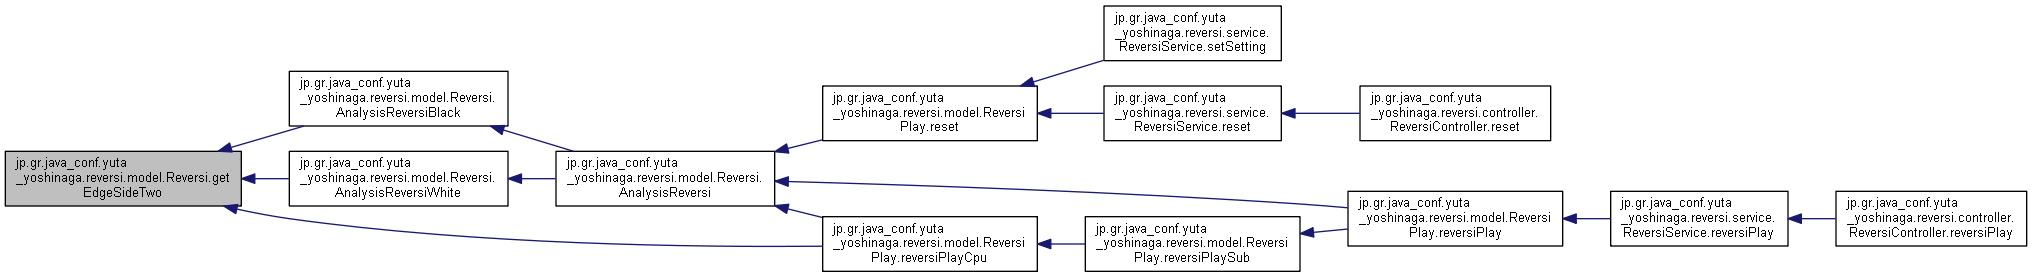 jp.gr.java_conf.yuta
_yoshinaga.reversi.model.Reversi.get
EdgeSideTwo
jp.gr.java_conf.yuta
_yoshinaga.reversi.model.Reversi.
AnalysisReversiBlack
jp.gr.java_conf.yuta
_yoshinaga.reversi.model.Reversi.
AnalysisReversiWhite
jp.gr.java_conf.yuta
_yoshinaga.reversi.model.Reversi.
AnalysisReversi
jp.gr.java_conf.yuta
_yoshinaga.reversi.model.Reversi
Play.reset
jp.gr.java_conf.yuta
_yoshinaga.reversi.service.
ReversiService.setSetting
jp.gr.java_conf.yuta
_yoshinaga.reversi.service.
ReversiService.reset
jp.gr.java_conf.yuta
_yoshinaga.reversi.controller.
ReversiController.reset
jp.gr.java_conf.yuta
_yoshinaga.reversi.model.Reversi
Play.reversiPlayCpu
jp.gr.java_conf.yuta
_yoshinaga.reversi.model.Reversi
Play.reversiPlaySub
jp.gr.java_conf.yuta
_yoshinaga.reversi.model.Reversi
Play.reversiPlay
jp.gr.java_conf.yuta
_yoshinaga.reversi.service.
ReversiService.reversiPlay
jp.gr.java_conf.yuta
_yoshinaga.reversi.controller.
ReversiController.reversiPlay